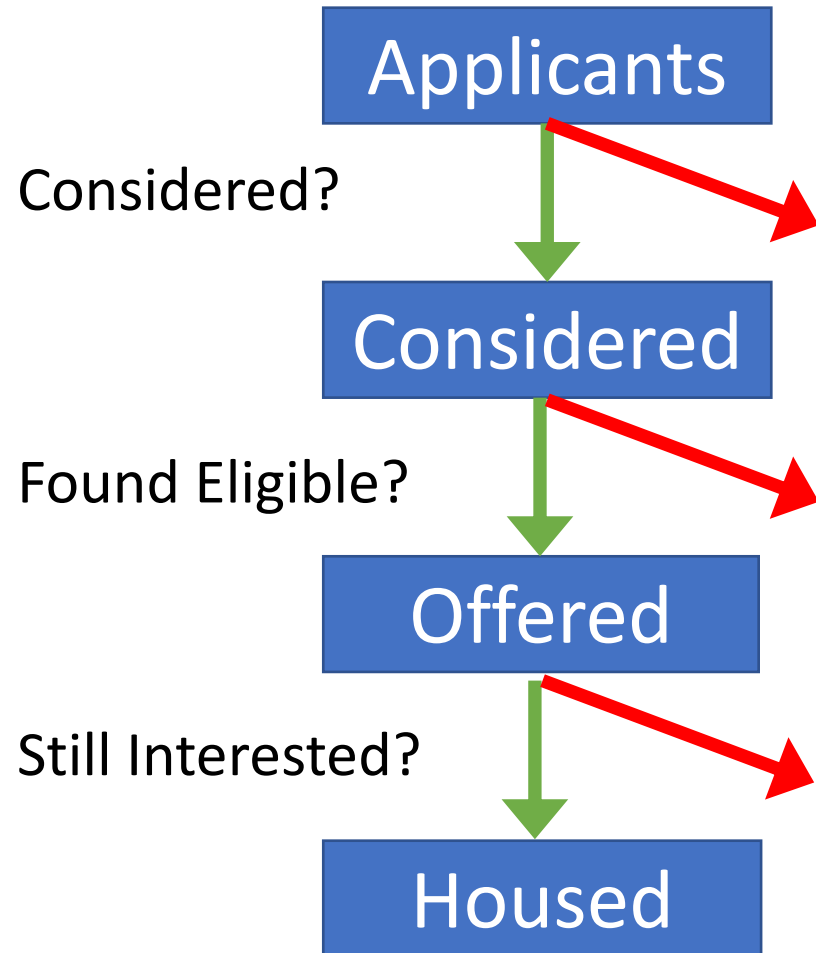 Applicants
Considered?
Considered
Found Eligible?
Offered
Still Interested?
Housed